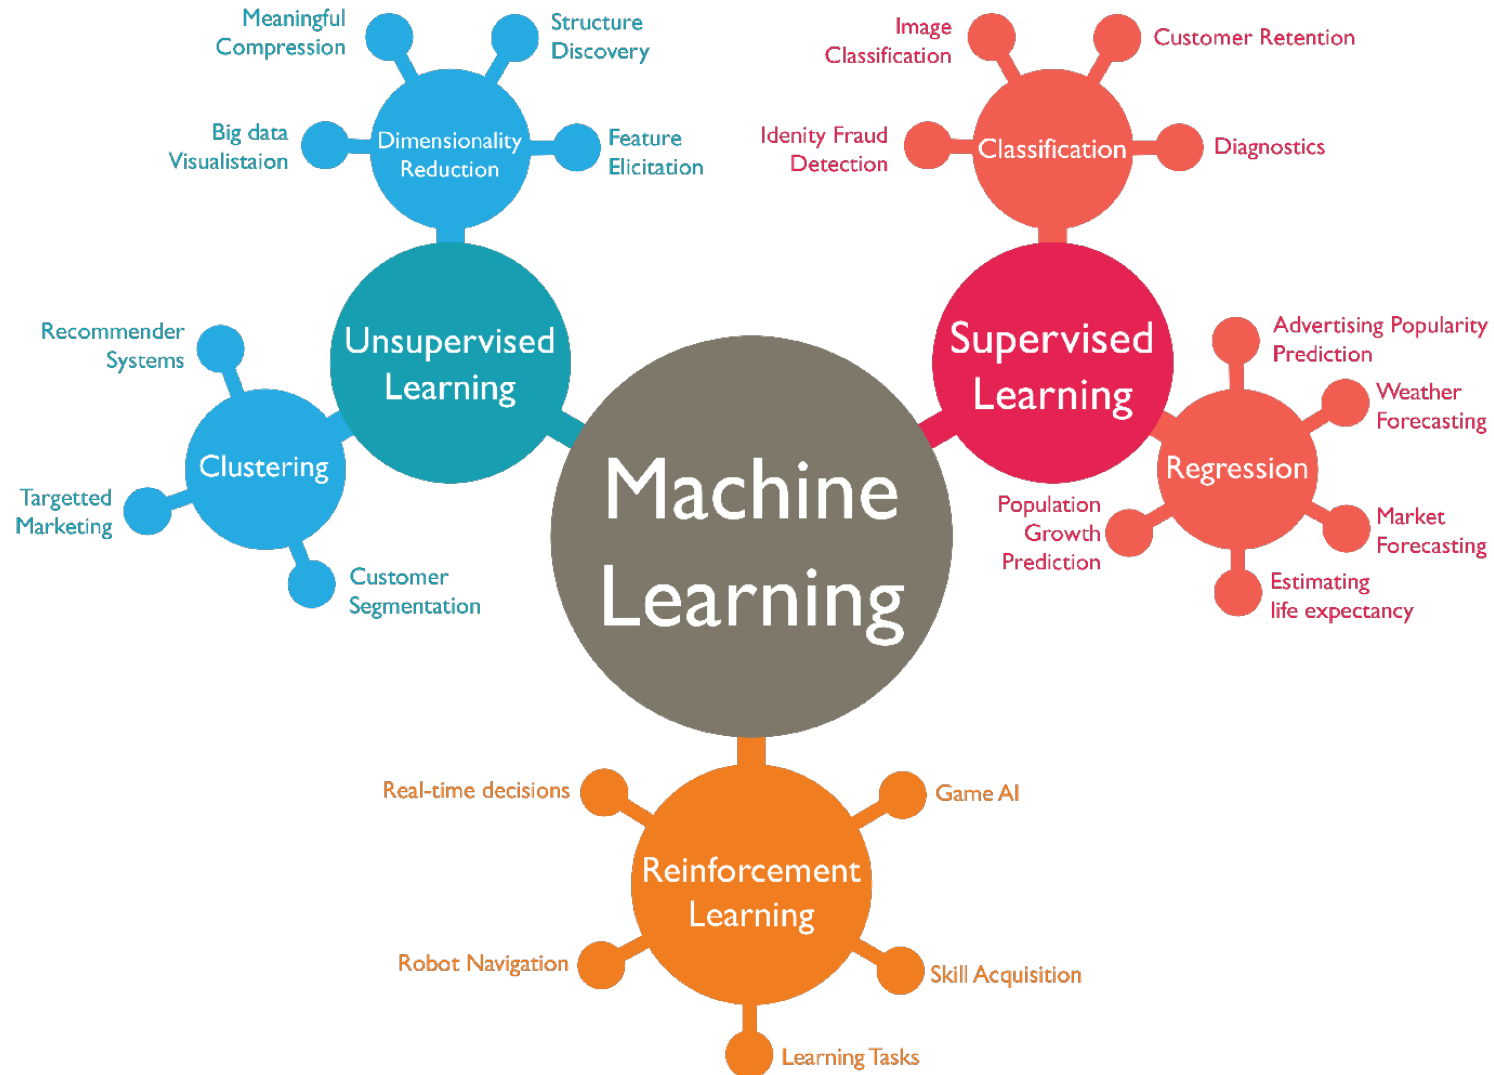 Meaningful
Compression
Structure
Discovery
Big data
Visualistaion
Dimensionality
Reduction
Feature
Elicitation
Unsupervised
Learning
Recommender
Systems
Clustering
Targetted
Marketing
Customer
Segmentation
Machine
Learning
Image
Classification
Customer Retention
Idenity Fraud
Detection
Classification
Diagnostics
Supervised
Learning
Advertising Popularity
Prediction
Weather
Forecasting
Regression
Population
Growth
Prediction
Market
Forecasting
Estimating
life expectancy
Real-time decisions
Game AI
Reinforcement
Learning
Robot Navigation
Skill Acquisition
Learning Tasks